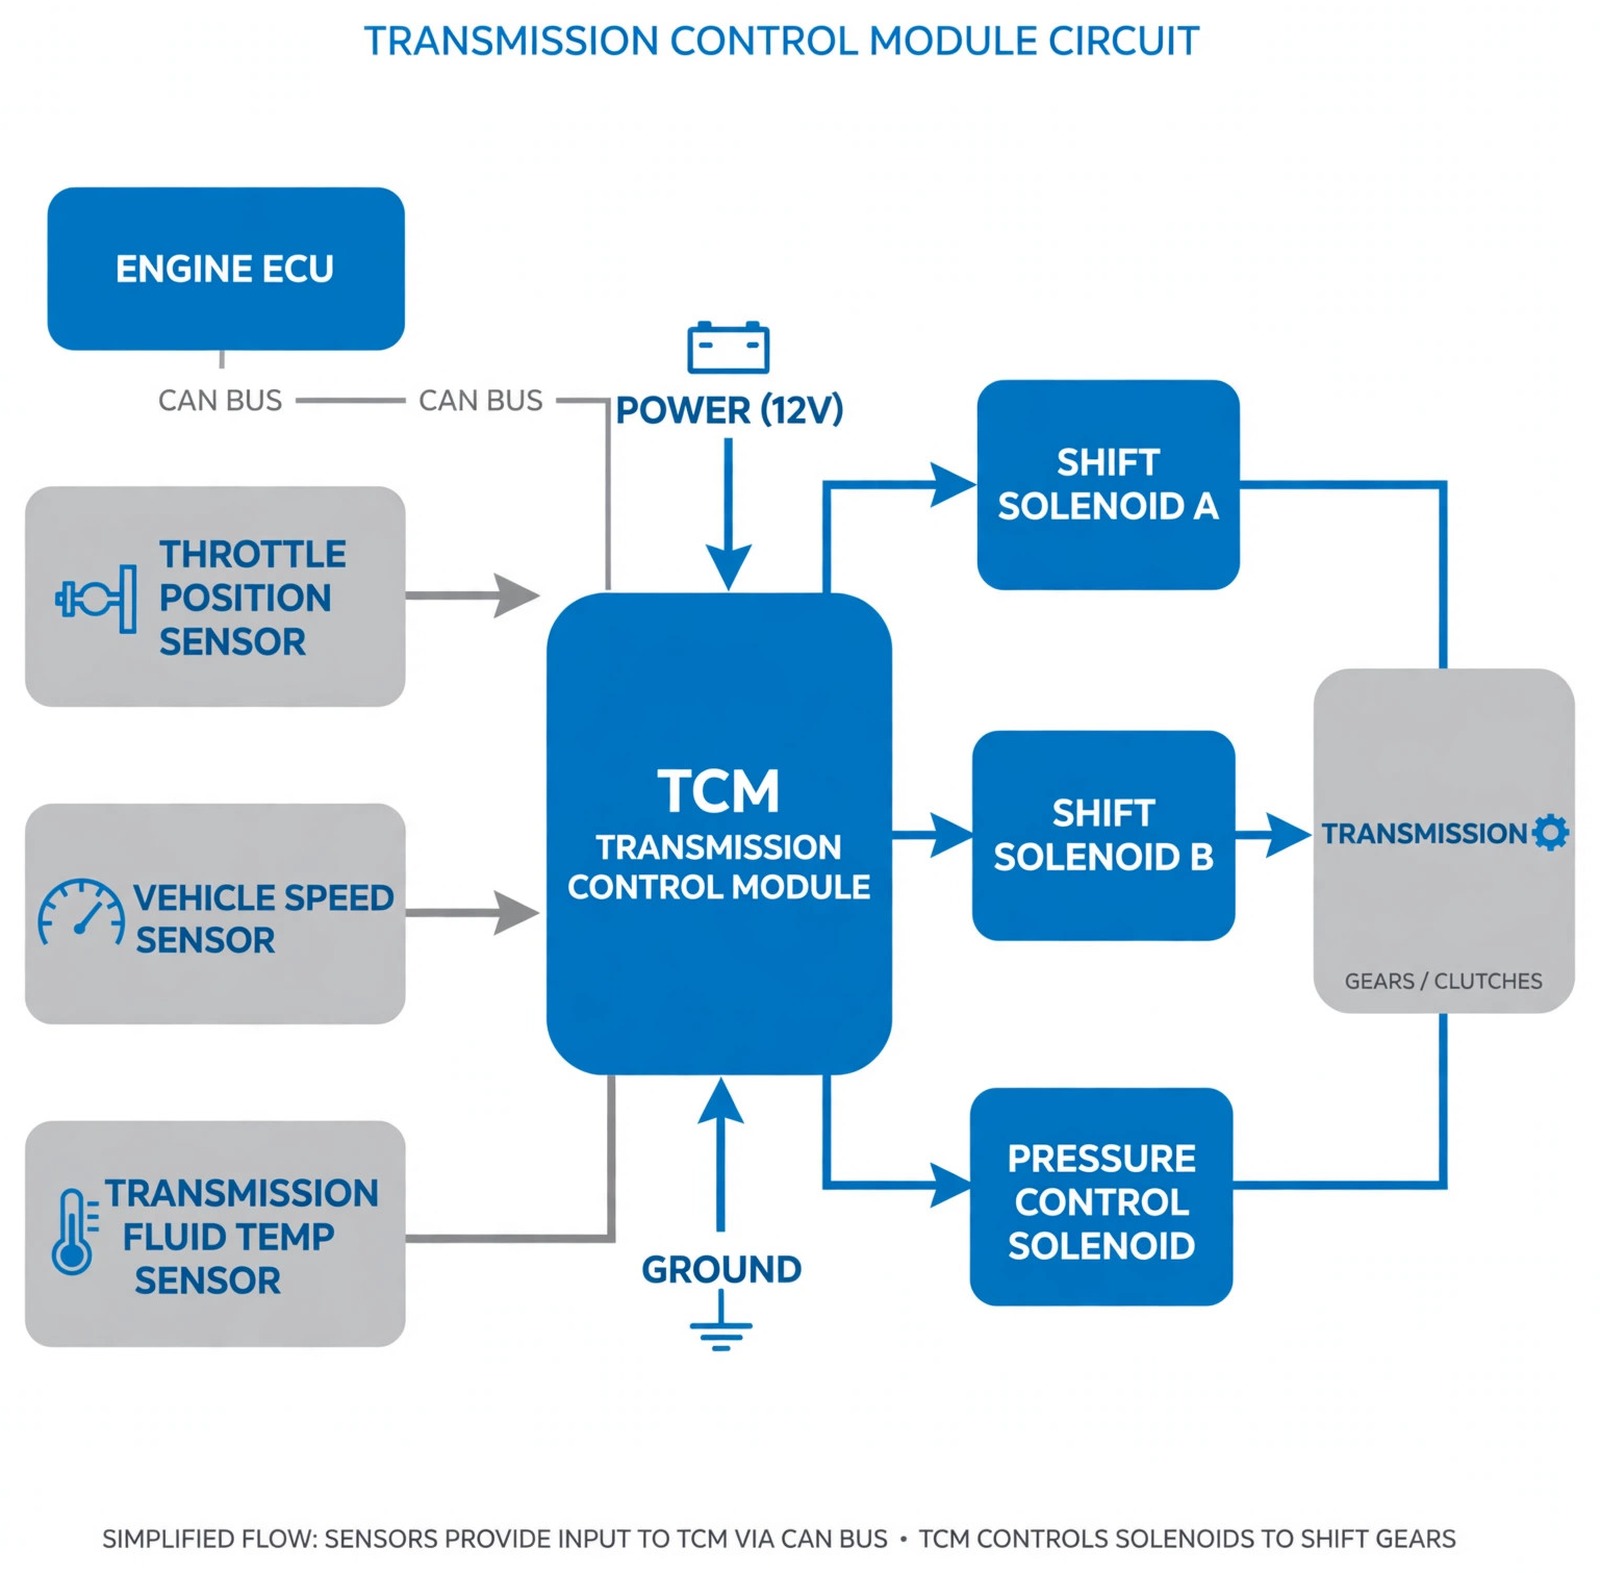 TRANSMISSION CONTROL MODULE CIRCUIT
ENGINE ECU
CAN BUS
CAN BUS
POWER (12V)
THROTTLE
POSITION
SENSOR
VEHICLE SPEED
SENSOR
TRANSMISSION
FLUID TEMP
SENSOR
TCM
TRANSMISSION
CONTROL MODULE
GROUND
SHIFT
SOLENOID A
SHIFT
SOLENOID B
PRESSURE
CONTROL
SOLENOID
TRANSMISSION
GEARS / CLUTCHES
SIMPLIFIED FLOW: SENSORS PROVIDE INPUT TO TCM VIA CAN BUS • TCM CONTROLS SOLENOIDS TO SHIFT GEARS